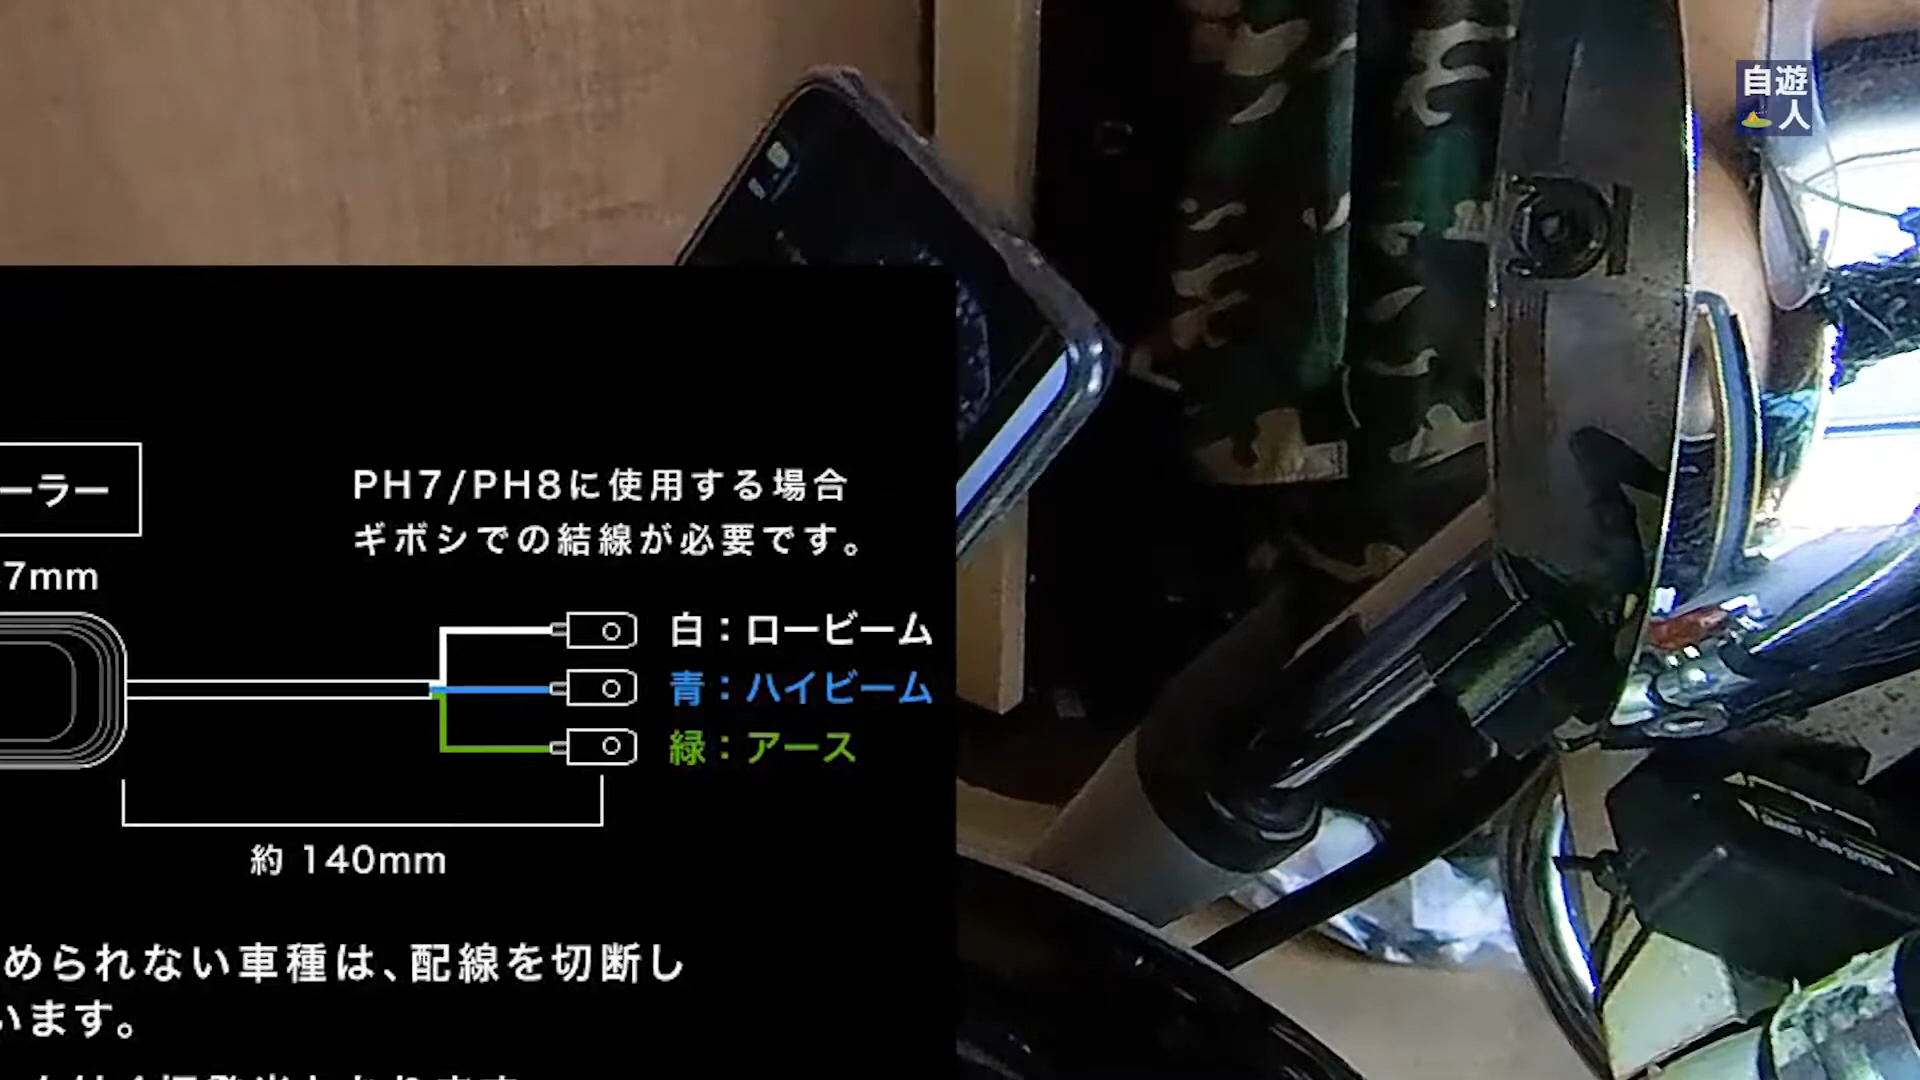 自遊
人
ーラー
7mm
PH7/PH8に使用する場合
ギボシでの結線が必要です。
白：ロービーム
青：ハイビーム
緑：アース
約 140mm
められない車種は、配線を切断し
います。